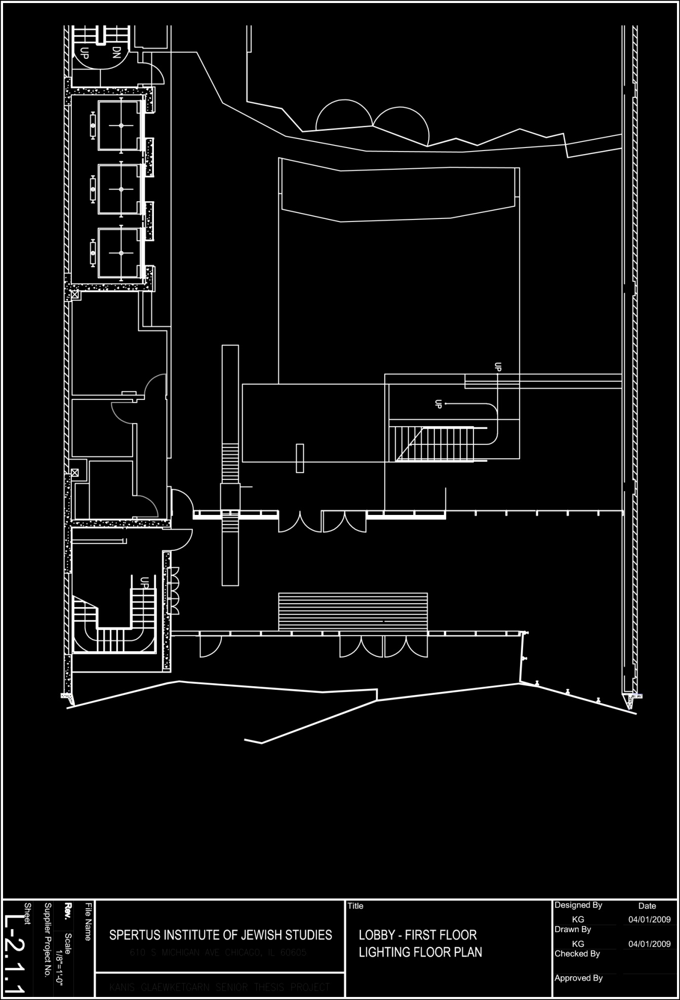 UP
DN
UP
UP
UP
File Name
Rev.
Scale
1/8"=1'-0"
Supplier Project No.
Sheet
L-2.1.1
SPERTUS INSTITUTE OF JEWISH STUDIES
610 S MICHIGAN AVE CHICAGO, IL 60605
KANIS GLAEWKETGARN SENIOR THESIS PROJECT
Title
LOBBY - FIRST FLOOR
LIGHTING FLOOR PLAN
Designed By Date
KG 04/01/2009
Drawn By
KG 04/01/2009
Checked By
Approved By